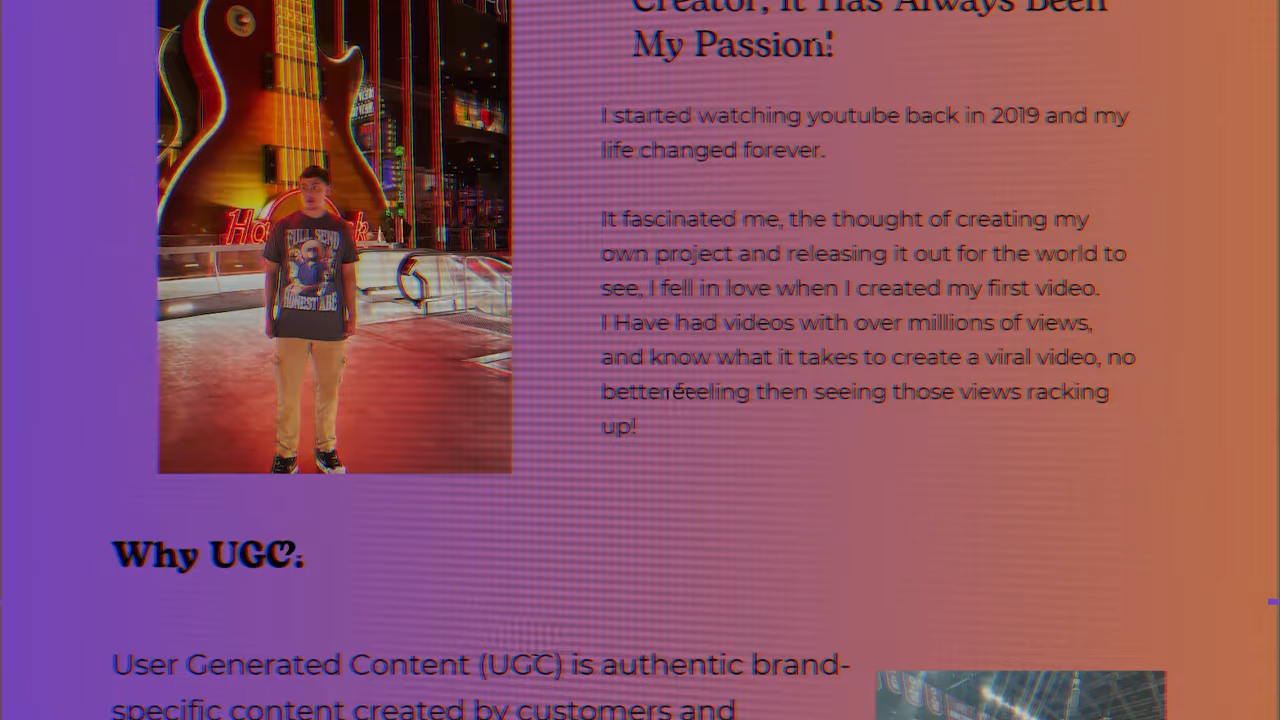 Creator, It Has Always Been
My Passion!
I started watching youtube back in 2019 and my
life changed forever.
It fascinated me, the thought of creating my
own project and releasing it out for the world to
see, I fell in love when I created my first video.
I Have had videos with over millions of views,
and know what it takes to create a viral video, no
better feeling then seeing those views racking
up!
FULL SEND
HONEST ABE
Why UGC?:
User Generated Content (UGC) is authentic brand-
specific content created by customers and